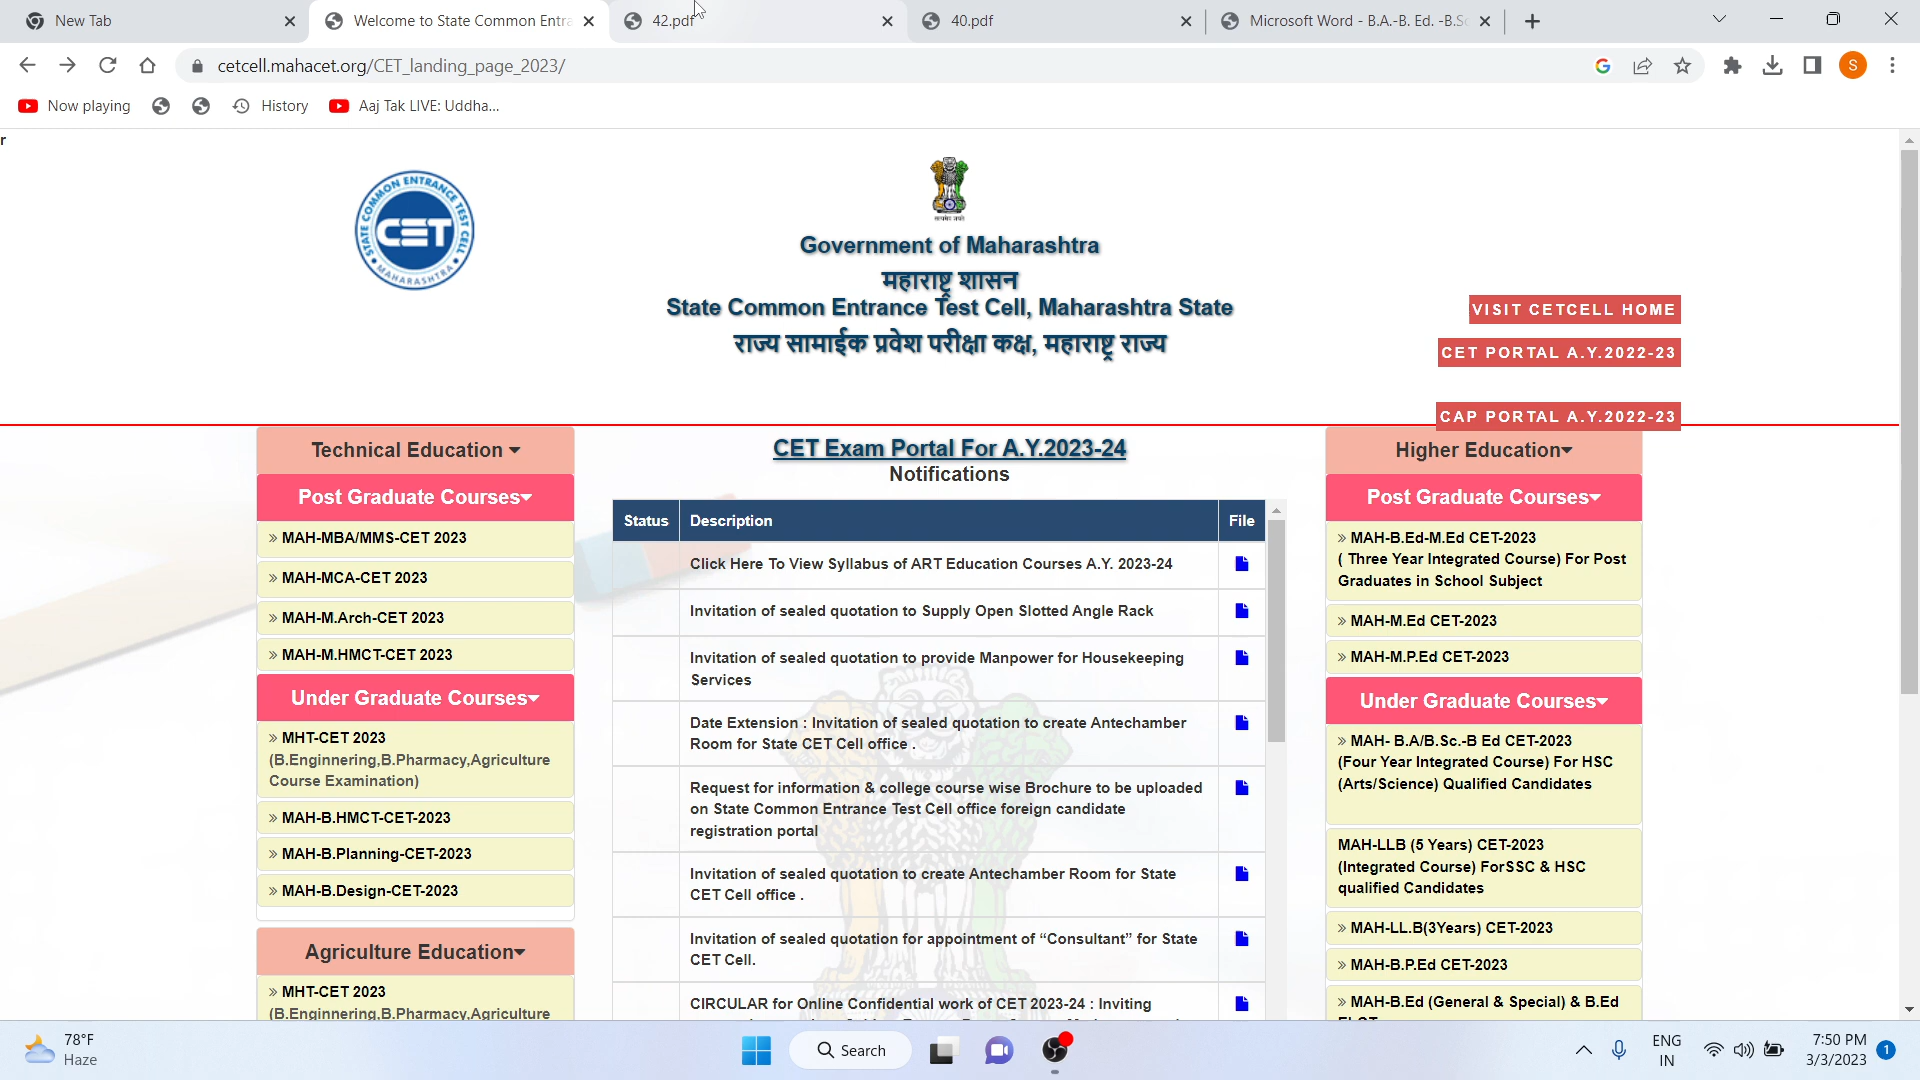 New Tab
Welcome to State Common Entra
42.pdf
40.pdf
Microsoft Word - B.A.-B. Ed. -B.Sc
cetcell.mahacet.org/CET_landing_page_2023/
S
Now playing
History
Aaj Tak LIVE: Uddha...
r
STATE COMMON ENTRANCE TEST CELL
CET
MAHARASHTRA
सत्यमेव जयते
Government of Maharashtra
महाराष्ट्र शासन
State Common Entrance Test Cell, Maharashtra State
राज्य सामाईक प्रवेश परीक्षा कक्ष, महाराष्ट्र राज्य
VISIT CETCELL HOME
CET PORTAL A.Y.2022-23
CAP PORTAL A.Y.2022-23
Technical Education
Post Graduate Courses
» MAH-MBA/MMS-CET 2023
» MAH-MCA-CET 2023
» MAH-M.Arch-CET 2023
» MAH-M.HMCT-CET 2023
Under Graduate Courses
» MHT-CET 2023
(B.Enginnering,B.Pharmacy,Agriculture
Course Examination)
» MAH-B.HMCT-CET-2023
» MAH-B.Planning-CET-2023
» MAH-B.Design-CET-2023
Agriculture Education
» MHT-CET 2023
(B.Enginnering,B.Pharmacy,Agriculture
CET Exam Portal For A.Y.2023-24
Notifications
Status Description File
Click Here To View Syllabus of ART Education Courses A.Y. 2023-24
Invitation of sealed quotation to Supply Open Slotted Angle Rack
Invitation of sealed quotation to provide Manpower for Housekeeping
Services
Date Extension : Invitation of sealed quotation to create Antechamber
Room for State CET Cell office .
Request for information & college course wise Brochure to be uploaded
on State Common Entrance Test Cell office foreign candidate
registration portal
Invitation of sealed quotation to create Antechamber Room for State
CET Cell office .
Invitation of sealed quotation for appointment of “Consultant” for State
CET Cell.
CIRCULAR for Online Confidential work of CET 2023-24 : Inviting
Higher Education
Post Graduate Courses
» MAH-B.Ed-M.Ed CET-2023
( Three Year Integrated Course) For Post
Graduates in School Subject
» MAH-M.Ed CET-2023
» MAH-M.P.Ed CET-2023
Under Graduate Courses
» MAH- B.A/B.Sc.-B Ed CET-2023
(Four Year Integrated Course) For HSC
(Arts/Science) Qualified Candidates
MAH-LLB (5 Years) CET-2023
(Integrated Course) ForSSC & HSC
qualified Candidates
» MAH-LL.B(3Years) CET-2023
» MAH-B.P.Ed CET-2023
» MAH-B.Ed (General & Special) & B.Ed
78°F
Haze
Search
ENG
IN
7:50 PM
3/3/2023
1